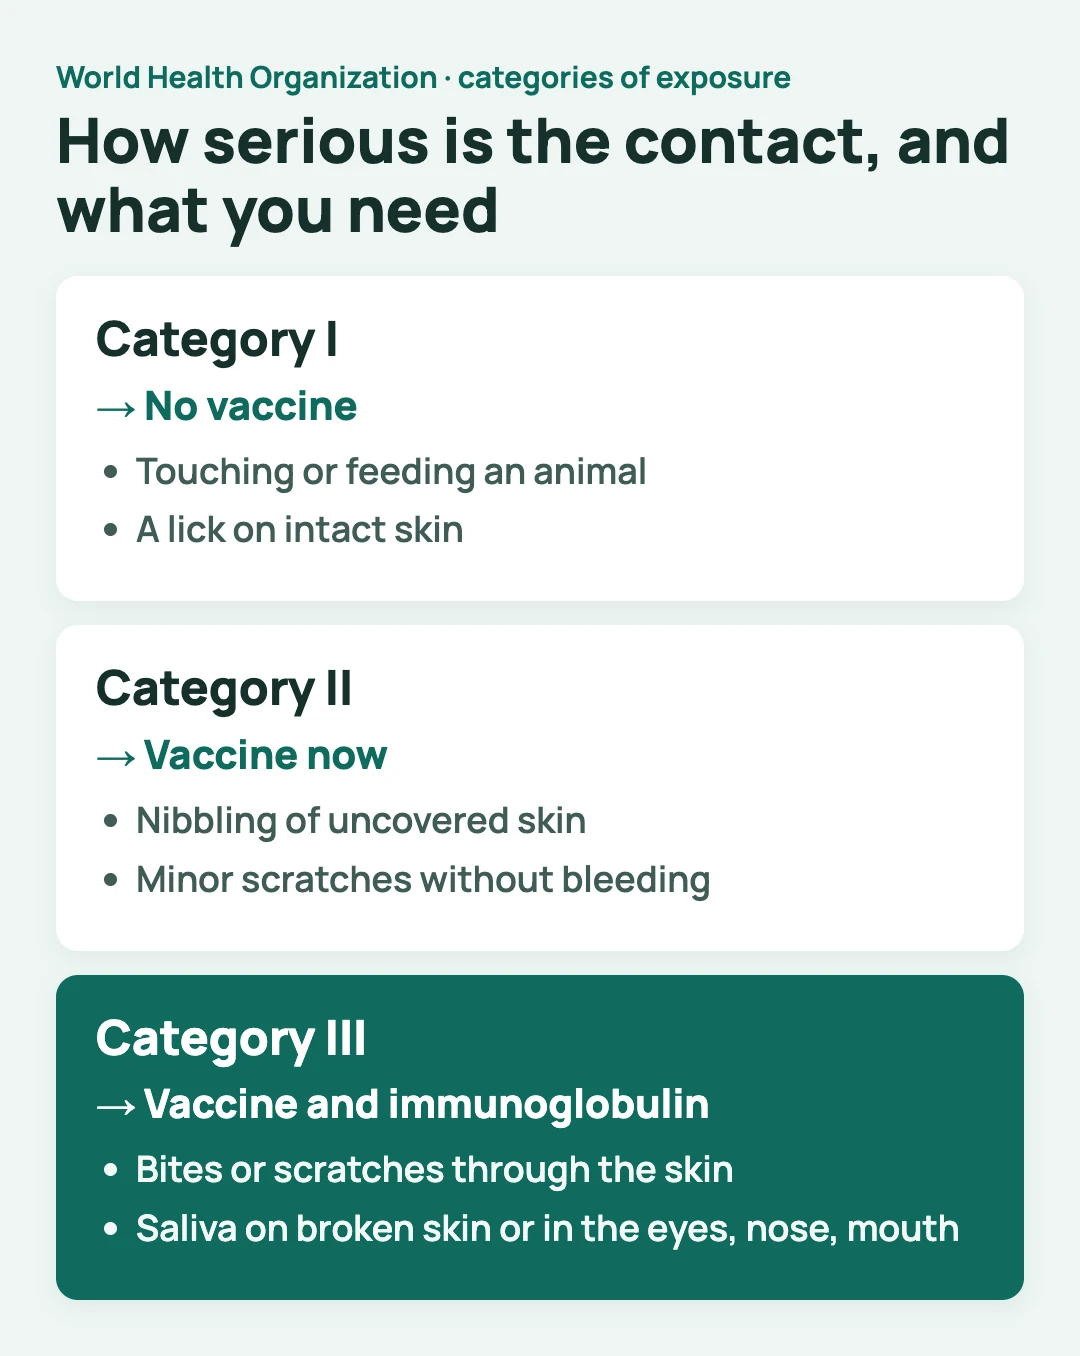 World Health Organization · categories of exposure
How serious is the contact, and
what you need
Category I
→ No vaccine
• Touching or feeding an animal
• A lick on intact skin
Category II
→ Vaccine now
• Nibbling of uncovered skin
• Minor scratches without bleeding
Category III
→ Vaccine and immunoglobulin
• Bites or scratches through the skin
• Saliva on broken skin or in the eyes, nose, mouth